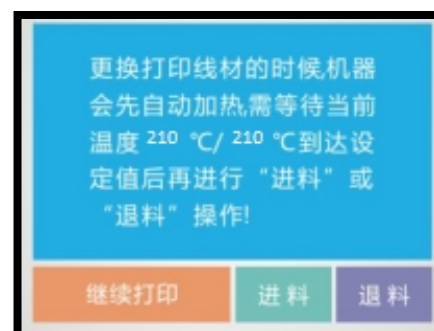 更换打印线材的时候,机器
会先自动加热,需等待当前
温度 210 ℃/ 210 ℃到达设
定值后再进行“进料”或
“退料”操作!
继续打印 进 料 退 料